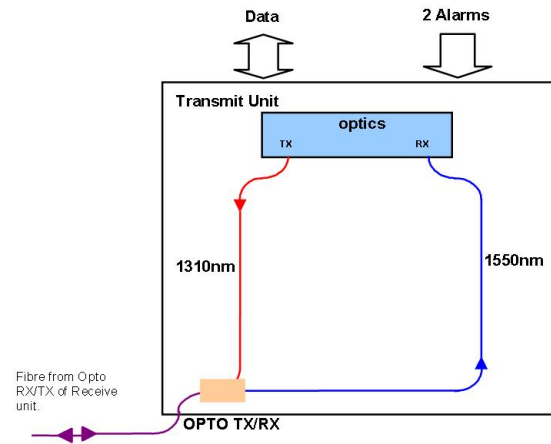 Data
2 Alarms
Transmit Unit
optics
TX
RX
1310nm
1550nm
Fibre from Opto
RX/TX of Receive
unit.
OPTO TX/RX